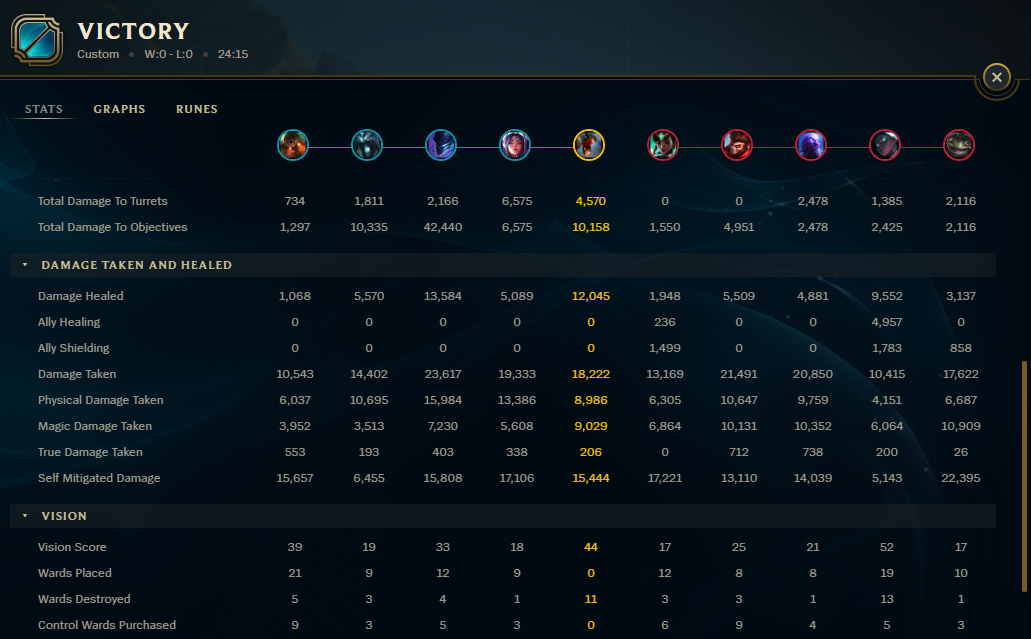 VICTORY
Custom • W:0 - L:0 • 24:15
STATS GRAPHS RUNES
Total Damage To Turrets 734 1,811 2,166 6,575 4,570 0 0 2,478 1,385 2,116
Total Damage To Objectives 1,297 10,335 42,440 6,575 10,158 1,550 4,951 2,478 2,425 2,116
DAMAGE TAKEN AND HEALED
Damage Healed 1,068 5,570 13,584 5,089 12,045 1,948 5,509 4,881 9,552 3,137
Ally Healing 0 0 0 0 0 236 0 0 4,957 0
Ally Shielding 0 0 0 0 0 1,499 0 0 1,783 858
Damage Taken 10,543 14,402 23,617 19,333 18,222 13,169 21,491 20,850 10,415 17,622
Physical Damage Taken 6,037 10,695 15,984 13,386 8,986 6,305 10,647 9,759 4,151 6,687
Magic Damage Taken 3,952 3,513 7,230 5,608 9,029 6,864 10,131 10,352 6,064 10,909
True Damage Taken 553 193 403 338 206 0 712 738 200 26
Self Mitigated Damage 15,657 6,455 15,808 17,106 15,444 17,221 13,110 14,039 5,143 22,395
VISION
Vision Score 39 19 33 18 44 17 25 21 52 17
Wards Placed 21 9 12 9 0 12 8 8 19 10
Wards Destroyed 5 3 4 1 11 3 3 1 13 1
Control Wards Purchased 9 3 5 3 0 6 9 4 5 3